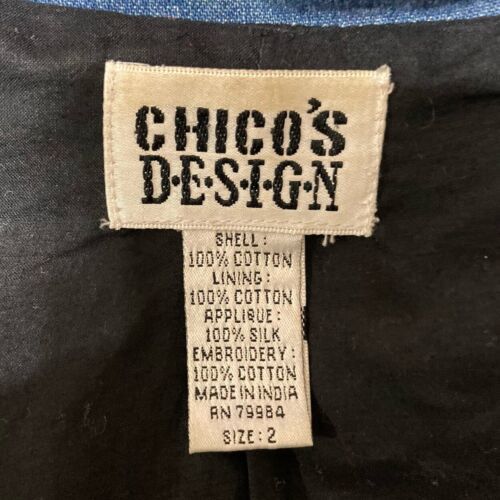 CHICO'S
D•E•S•I•G•N
SHELL:
100% COTTON
LINING:
100% COTTON
APPLIQUE:
100% SILK
EMBROIDERY:
100% COTTON
MADE IN INDIA
RN 79984
SIZE: 2